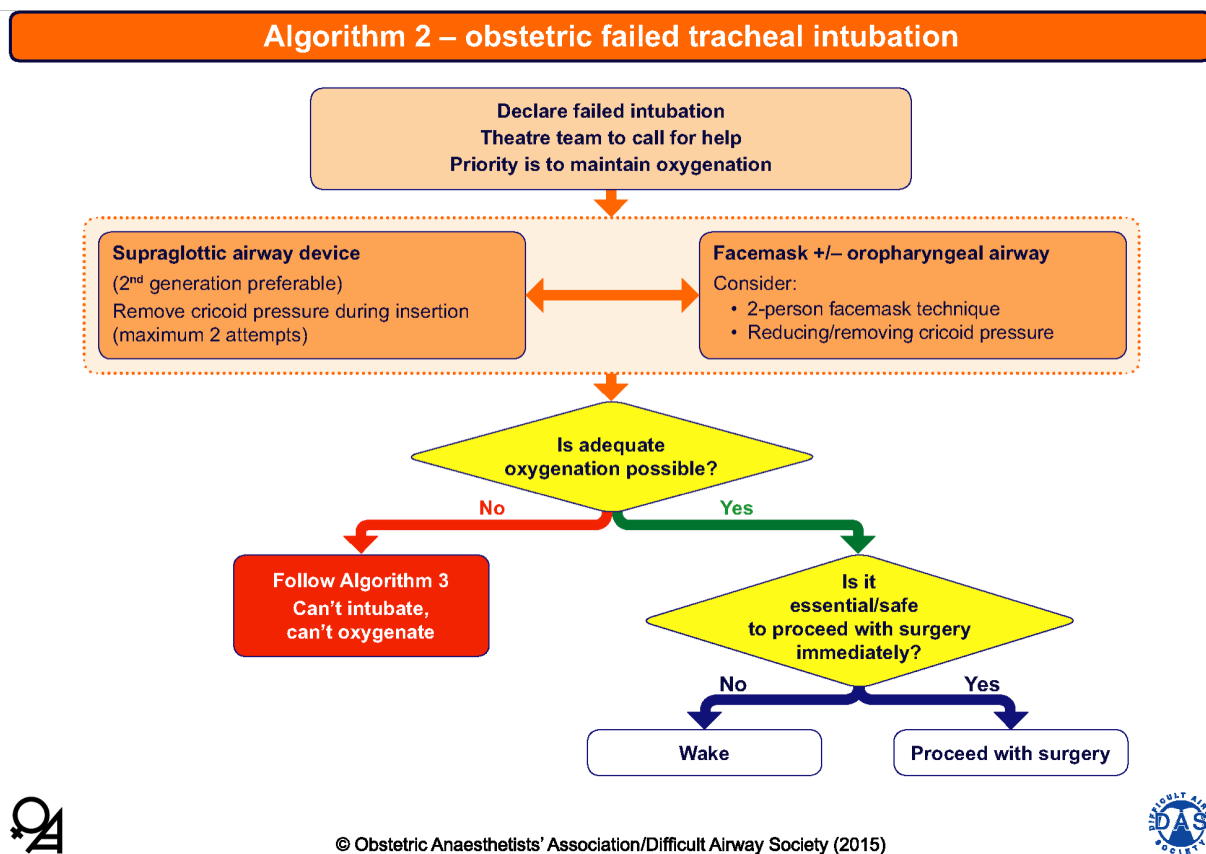 Algorithm 2 – obstetric failed tracheal intubation
Declare failed intubation
Theatre team to call for help
Priority is to maintain oxygenation
Supraglottic airway device
(2nd generation preferable)
Remove cricoid pressure during insertion
(maximum 2 attempts)
Facemask +/– oropharyngeal airway
Consider:
• 2-person facemask technique
• Reducing/removing cricoid pressure
Is adequate
oxygenation possible?
No
Yes
Follow Algorithm 3
Can't intubate,
can't oxygenate
Is it
essential/safe
to proceed with surgery
immediately?
No
Yes
Wake
Proceed with surgery
OA
© Obstetric Anaesthetists' Association/Difficult Airway Society (2015)
DIFFICULT AIR
DAS
SOCIETY